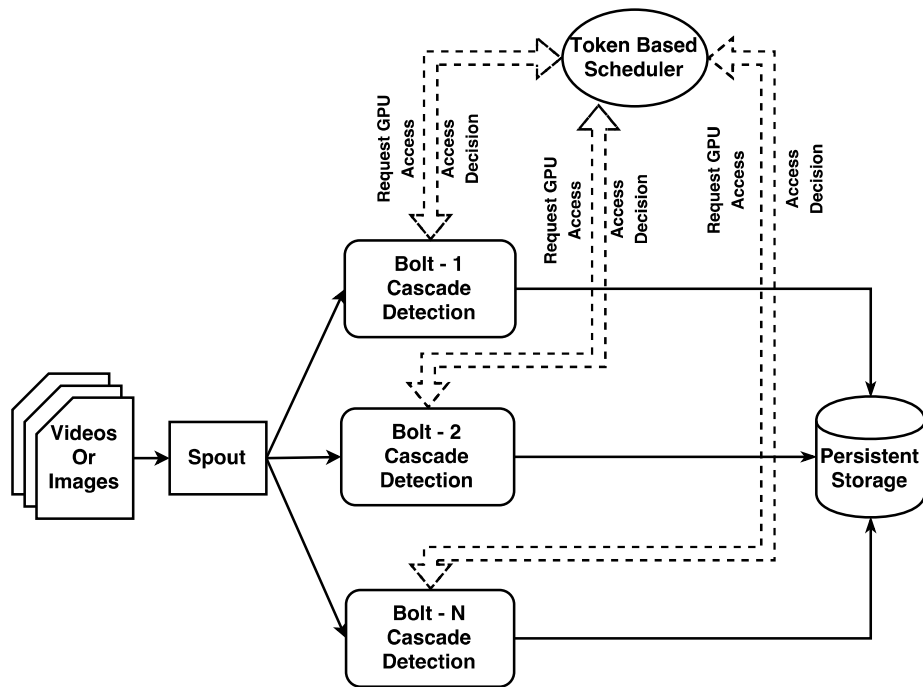 Token Based
Scheduler
Request GPU
Access
Access
Decision
Request GPU
Access
Access
Decision
Request GPU
Access
Access
Decision
Bolt - 1
Cascade
Detection
Videos
Or
Images
Spout
Bolt - 2
Cascade
Detection
Persistent
Storage
Bolt - N
Cascade
Detection